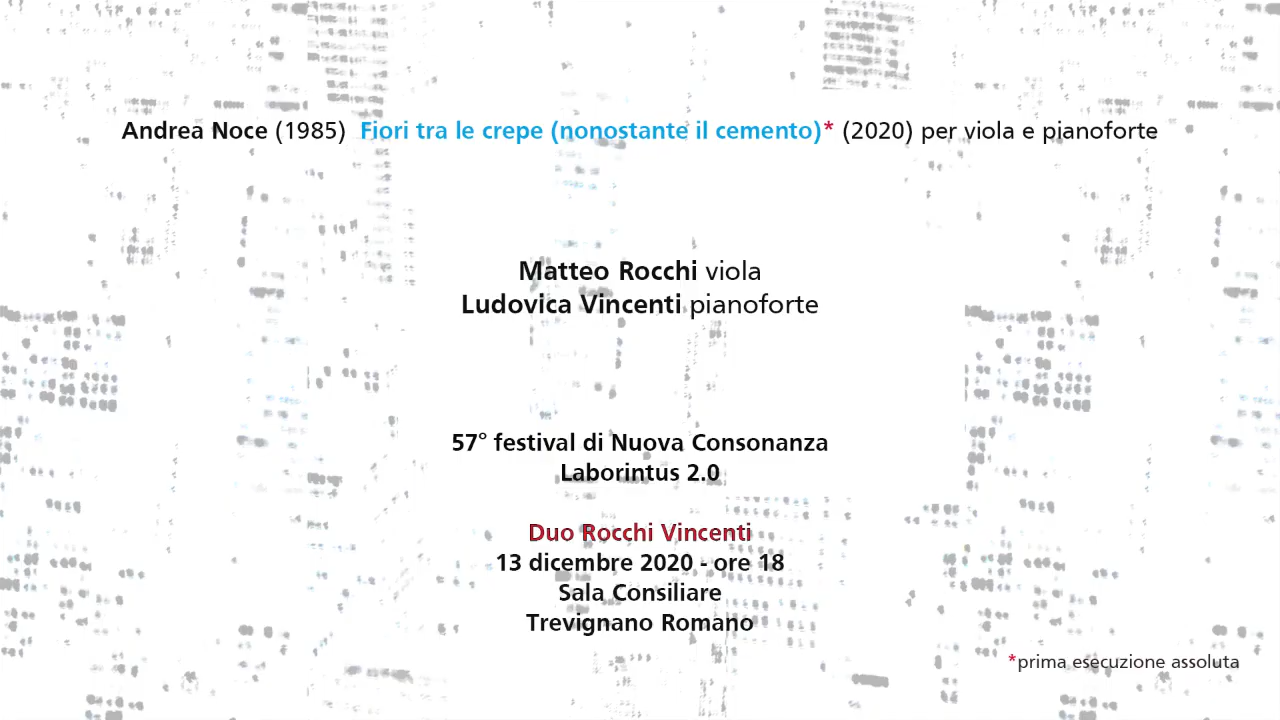 Andrea Noce (1985) Fiori tra le crepe (nonostante il cemento)* (2020) per viola e pianoforte
Matteo Rocchi viola
Ludovica Vincenti pianoforte
57° festival di Nuova Consonanza
Laborintus 2.0
Duo Rocchi Vincenti
13 dicembre 2020 - ore 18
Sala Consiliare
Trevignano Romano
*prima esecuzione assoluta